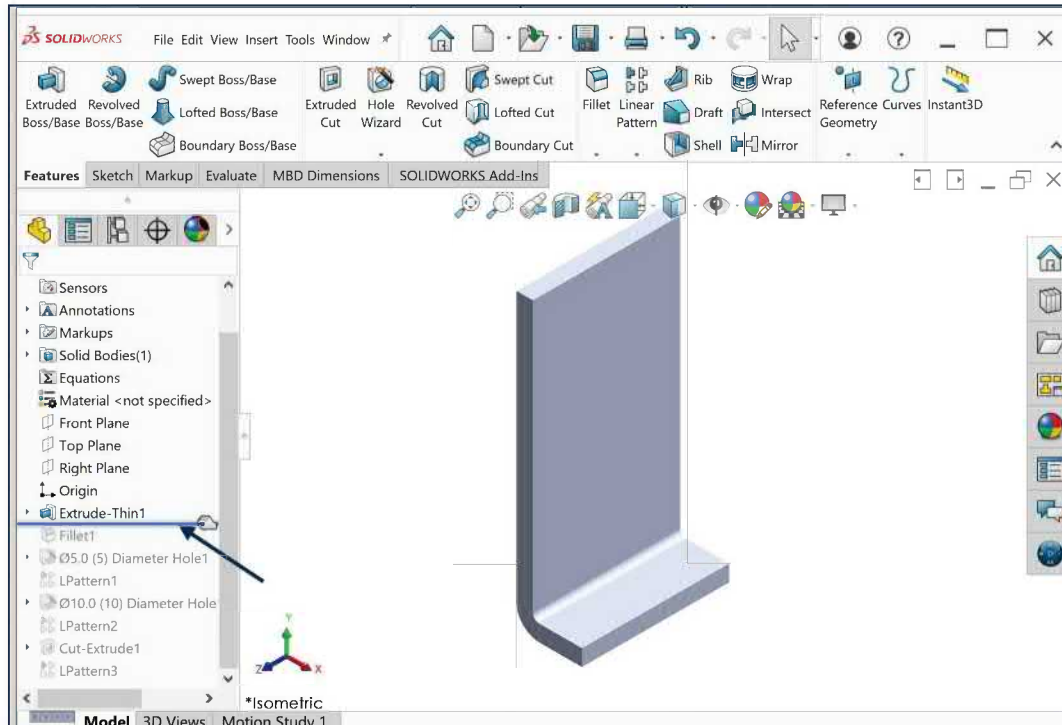 SOLIDWORKS File Edit View Insert Tools Window
Extruded Boss/Base
Revolved Boss/Base
Swept Boss/Base
Lofted Boss/Base
Boundary Boss/Base
Extruded Cut
Hole Wizard
Revolved Cut
Swept Cut
Lofted Cut
Boundary Cut
Fillet
Linear Pattern
Rib
Draft
Shell
Wrap
Intersect
Mirror
Reference Geometry
Curves
Instant3D
Features Sketch Markup Evaluate MBD Dimensions SOLIDWORKS Add-Ins
Sensors
Annotations
Markups
Solid Bodies(1)
Equations
Material <not specified>
Front Plane
Top Plane
Right Plane
Origin
Extrude-Thin1
Fillet1
Ø5.0 (5) Diameter Hole1
LPattern1
Ø10.0 (10) Diameter Hole
LPattern2
Cut-Extrude1
LPattern3
Y
Z X
*Isometric
Model 3D Views Motion Study 1